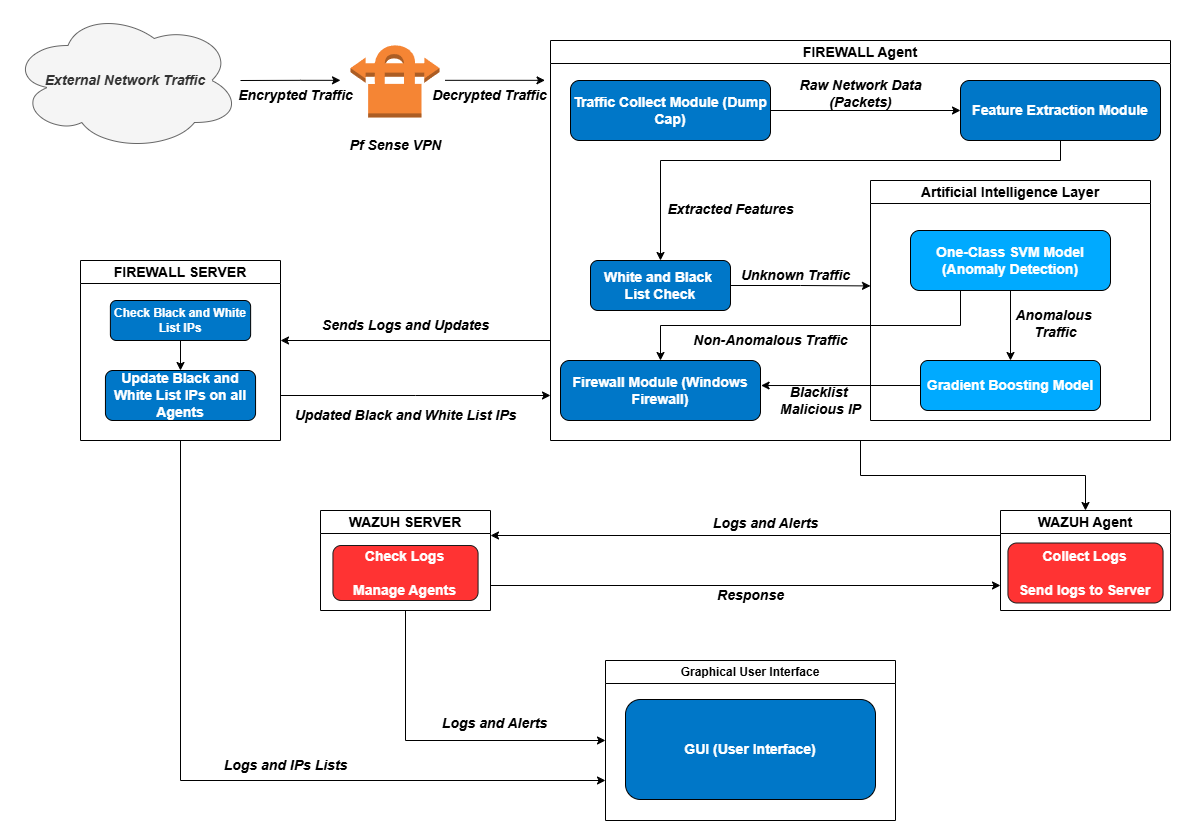 External Network Traffic
Encrypted Traffic
Pf Sense VPN
Decrypted Traffic
FIREWALL Agent
Traffic Collect Module (Dump
Cap)
Raw Network Data
(Packets)
Feature Extraction Module
Extracted Features
Artificial Intelligence Layer
One-Class SVM Model
(Anomaly Detection)
White and Black
List Check
Unknown Traffic
Anomalous
Traffic
Non-Anomalous Traffic
Firewall Module (Windows
Firewall)
Blacklist
Malicious IP
Gradient Boosting Model
FIREWALL SERVER
Check Black and White
List IPs
Update Black and
White List IPs on all
Agents
Sends Logs and Updates
Updated Black and White List IPs
WAZUH SERVER
Check Logs
Manage Agents
Logs and Alerts
Response
WAZUH Agent
Collect Logs
Send logs to Server
Graphical User Interface
GUI (User Interface)
Logs and Alerts
Logs and IPs Lists